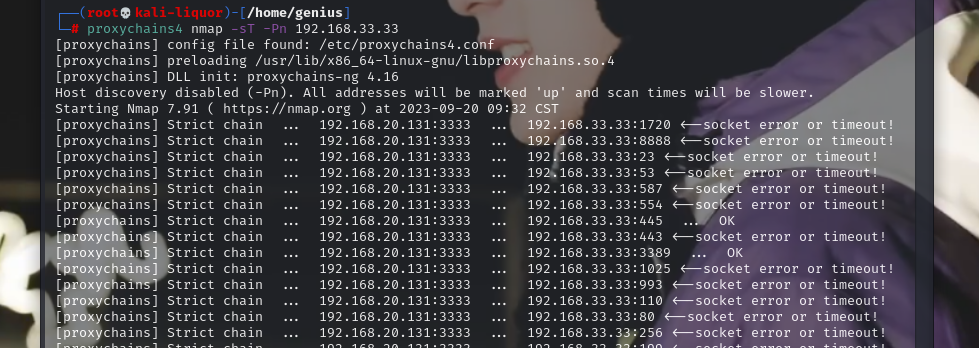 ┌──(root💀kali-liquor)-[/home/genius]
└─# proxychains4 nmap -sT -Pn 192.168.33.33
[proxychains] config file found: /etc/proxychains4.conf
[proxychains] preloading /usr/lib/x86_64-linux-gnu/libproxychains.so.4
[proxychains] DLL init: proxychains-ng 4.16
Host discovery disabled (-Pn). All addresses will be marked 'up' and scan times will be slower.
Starting Nmap 7.91 ( https://nmap.org ) at 2023-09-20 09:32 CST
[proxychains] Strict chain  ...  192.168.20.131:3333  ...  192.168.33.33:1720 <--socket error or timeout!
[proxychains] Strict chain  ...  192.168.20.131:3333  ...  192.168.33.33:8888 <--socket error or timeout!
[proxychains] Strict chain  ...  192.168.20.131:3333  ...  192.168.33.33:23 <--socket error or timeout!
[proxychains] Strict chain  ...  192.168.20.131:3333  ...  192.168.33.33:53 <--socket error or timeout!
[proxychains] Strict chain  ...  192.168.20.131:3333  ...  192.168.33.33:587 <--socket error or timeout!
[proxychains] Strict chain  ...  192.168.20.131:3333  ...  192.168.33.33:554 <--socket error or timeout!
[proxychains] Strict chain  ...  192.168.20.131:3333  ...  192.168.33.33:445  ...  OK
[proxychains] Strict chain  ...  192.168.20.131:3333  ...  192.168.33.33:443 <--socket error or timeout!
[proxychains] Strict chain  ...  192.168.20.131:3333  ...  192.168.33.33:3389  ...  OK
[proxychains] Strict chain  ...  192.168.20.131:3333  ...  192.168.33.33:1025 <--socket error or timeout!
[proxychains] Strict chain  ...  192.168.20.131:3333  ...  192.168.33.33:993 <--socket error or timeout!
[proxychains] Strict chain  ...  192.168.20.131:3333  ...  192.168.33.33:110 <--socket error or timeout!
[proxychains] Strict chain  ...  192.168.20.131:3333  ...  192.168.33.33:80 <--socket error or timeout!
[proxychains] Strict chain  ...  192.168.20.131:3333  ...  192.168.33.33:256 <--socket error or timeout!